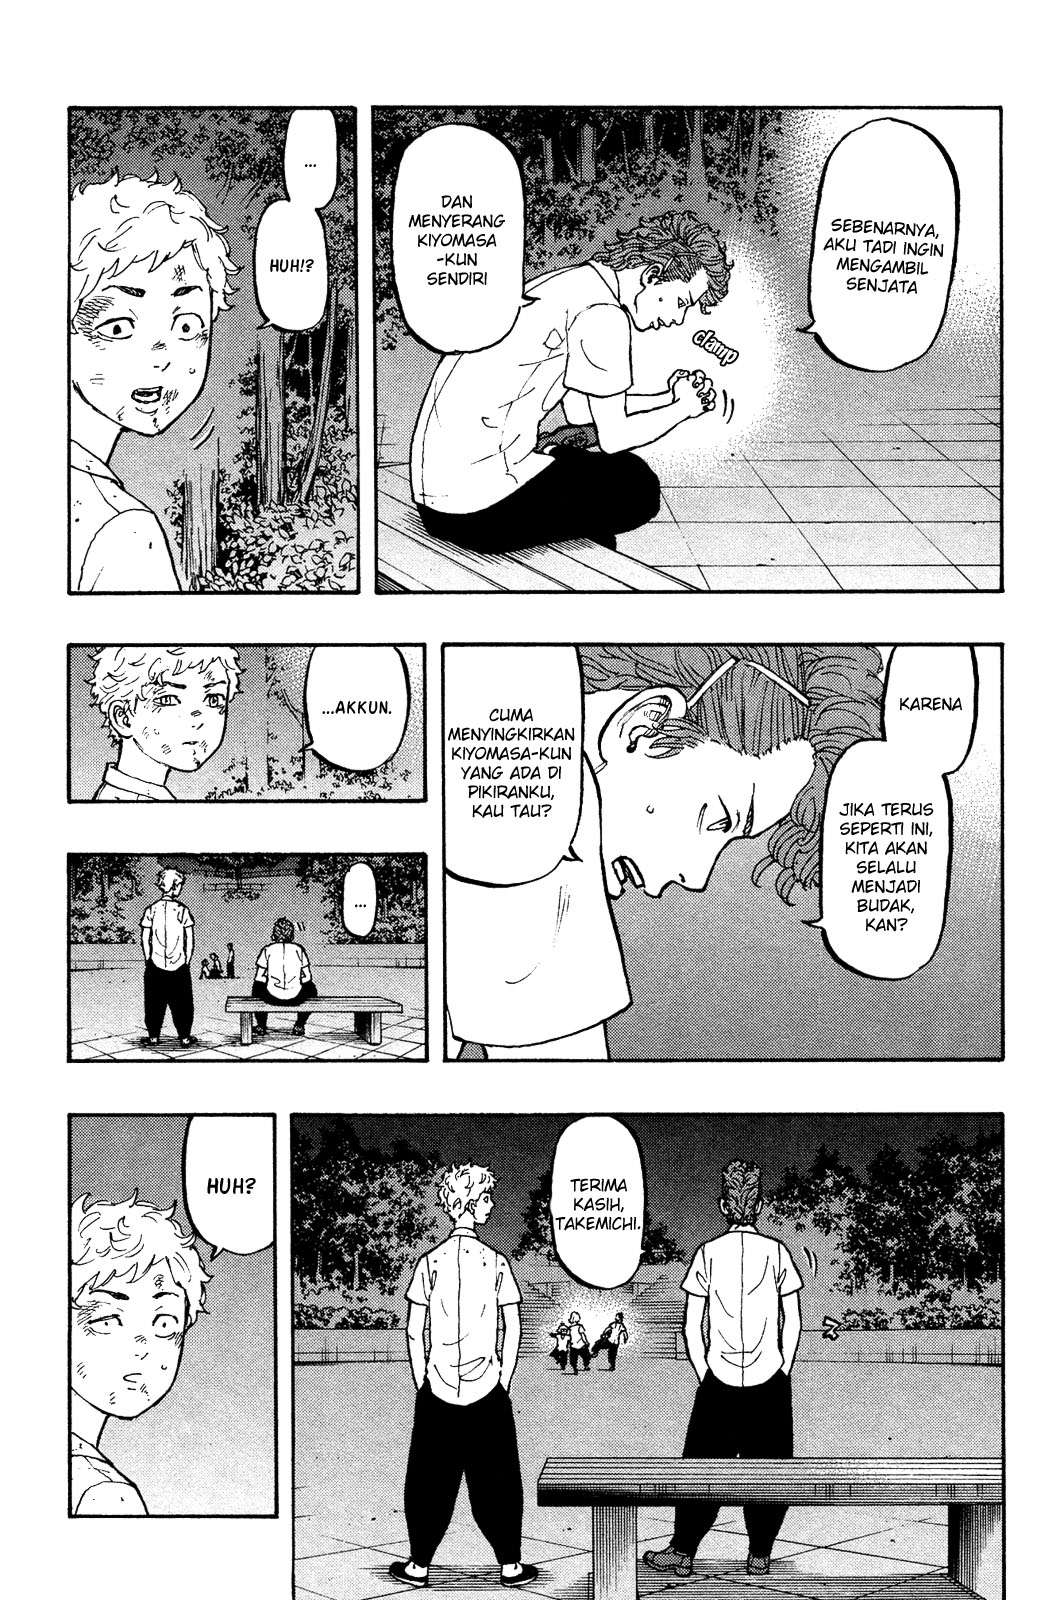 SEBENARNYA,
AKU TADI INGIN
MENGAMBIL
SENJATA
DAN
MENYERANG
KIYOMASA
-KUN
SENDIRI
clamp
...
HUH!?
KARENA
JIKA TERUS
SEPERTI INI,
KITA AKAN
SELALU
MENJADI
BUDAK,
KAN?
CUMA
MENYINGKIRKAN
KIYOMASA-KUN
YANG ADA DI
PIKIRANKU,
KAU TAU?
...AKKUN.
...
TERIMA
KASIH,
TAKEMICHI.
HUH?